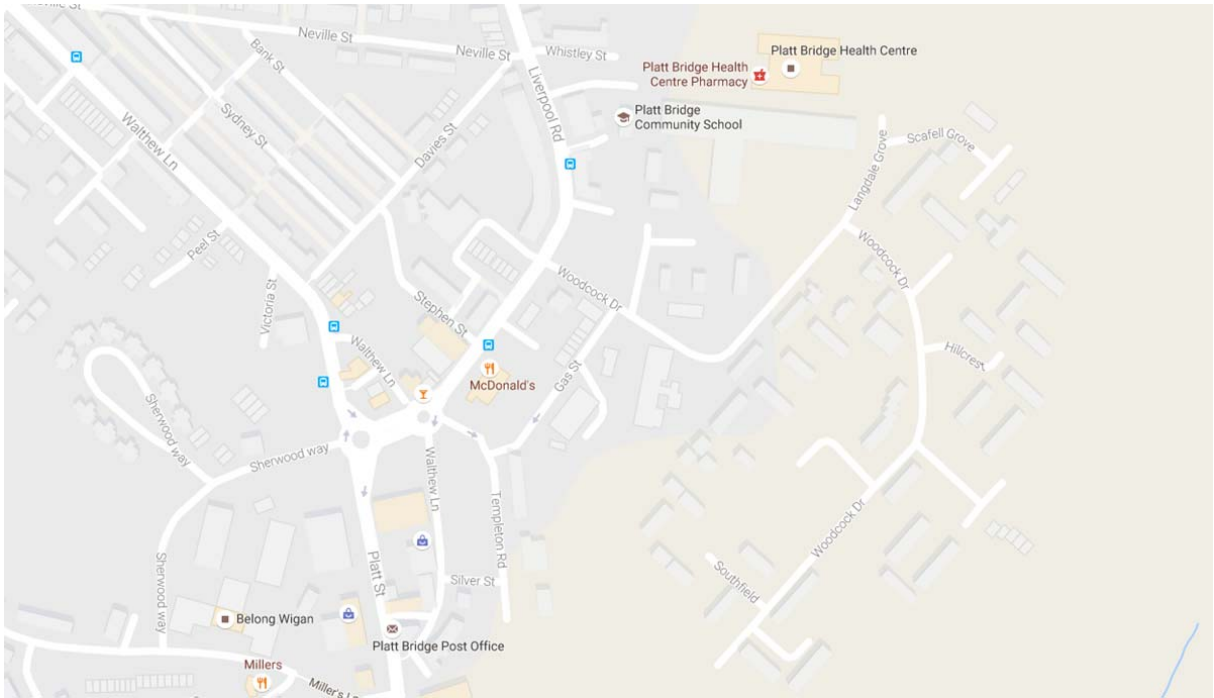 Neville St
Neville St
Neville St
Whistley St
Bank St
Platt Bridge Health Centre
Platt Bridge Health
Centre Pharmacy
Liverpool Rd
Platt Bridge
Community School
Walthew Ln
Sydney St
Davies St
Scafell Grove
Langdale Grove
Peel St
Woodcock Dr
Woodcock Dr
Victoria St
Stephen St
Walthew Ln
Hillcrest
McDonald's
Gas St
Sherwood way
Sherwood way
Walthew Ln
Templeton Rd
Woodcock Dr
Platt St
Sherwood way
Silver St
Southfield
Belong Wigan
Platt Bridge Post Office
Millers